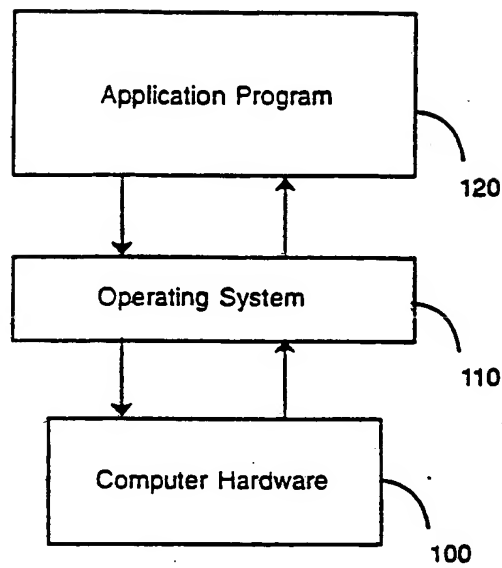 Application Program
120
Operating System
110
Computer Hardware
100